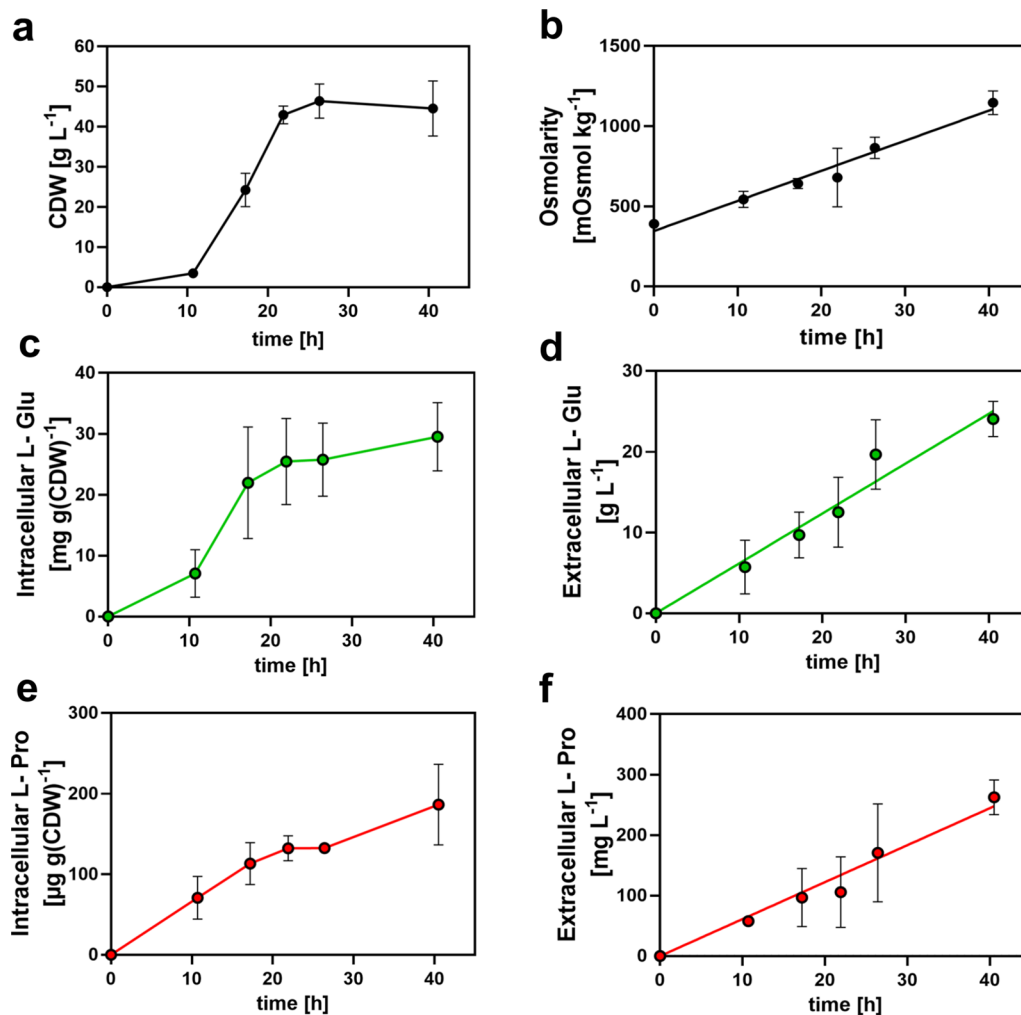 a
CDW [g L-1]
60
50
40
30
20
10
0
0 10 20 30 40
time [h]
b
Osmolarity
[mOsmol kg-1]
1500
1000
500
0
0 10 20 30 40
time [h]
c
Intracellular L- Glu
[mg g(CDW)-1]
40
30
20
10
0
0 10 20 30 40
time [h]
d
Extracellular L- Glu
[g L-1]
30
20
10
0
0 10 20 30 40
time [h]
e
Intracellular L- Pro
[µg g(CDW)-1]
300
200
100
0
0 10 20 30 40
time [h]
f
Extracellular L- Pro
[mg L-1]
400
300
200
100
0
0 10 20 30 40
time [h]